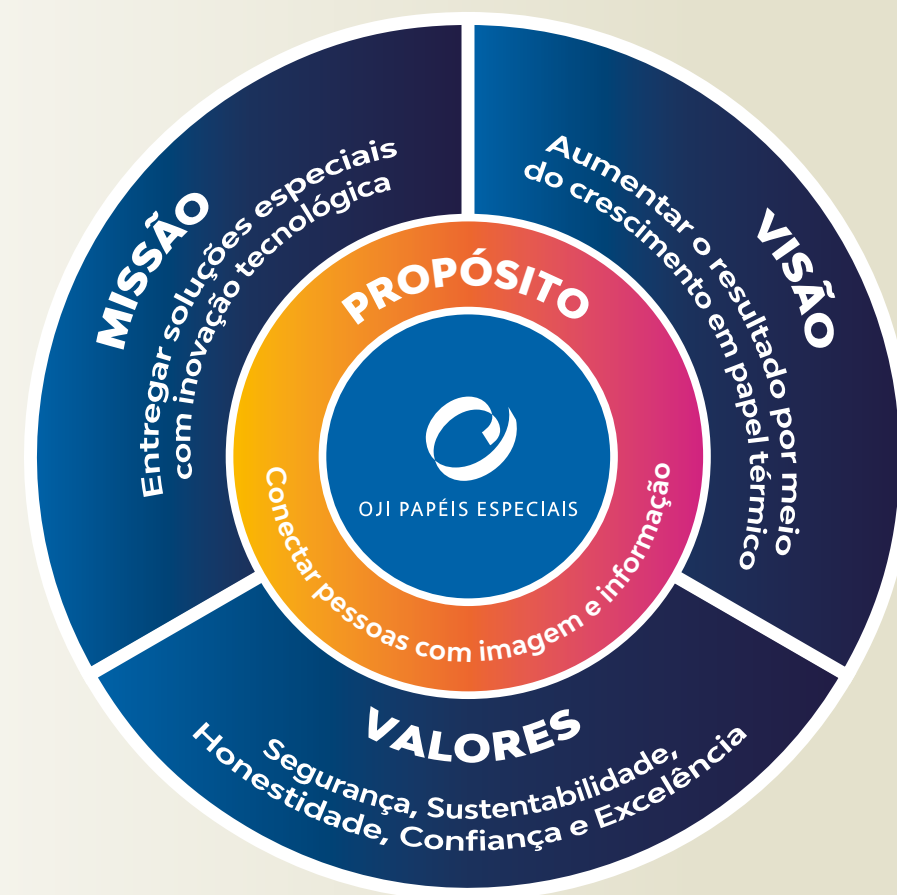 MISSÃO
Entregar soluções especiais
com inovação tecnológica
VISÃO
Aumentar o resultado por meio
do crescimento em papel térmico
PROPÓSITO
Conectar pessoas com imagem e informação
OJI PAPÉIS ESPECIAIS
VALORES
Segurança, Sustentabilidade,
Honestidade, Confiança e Excelência